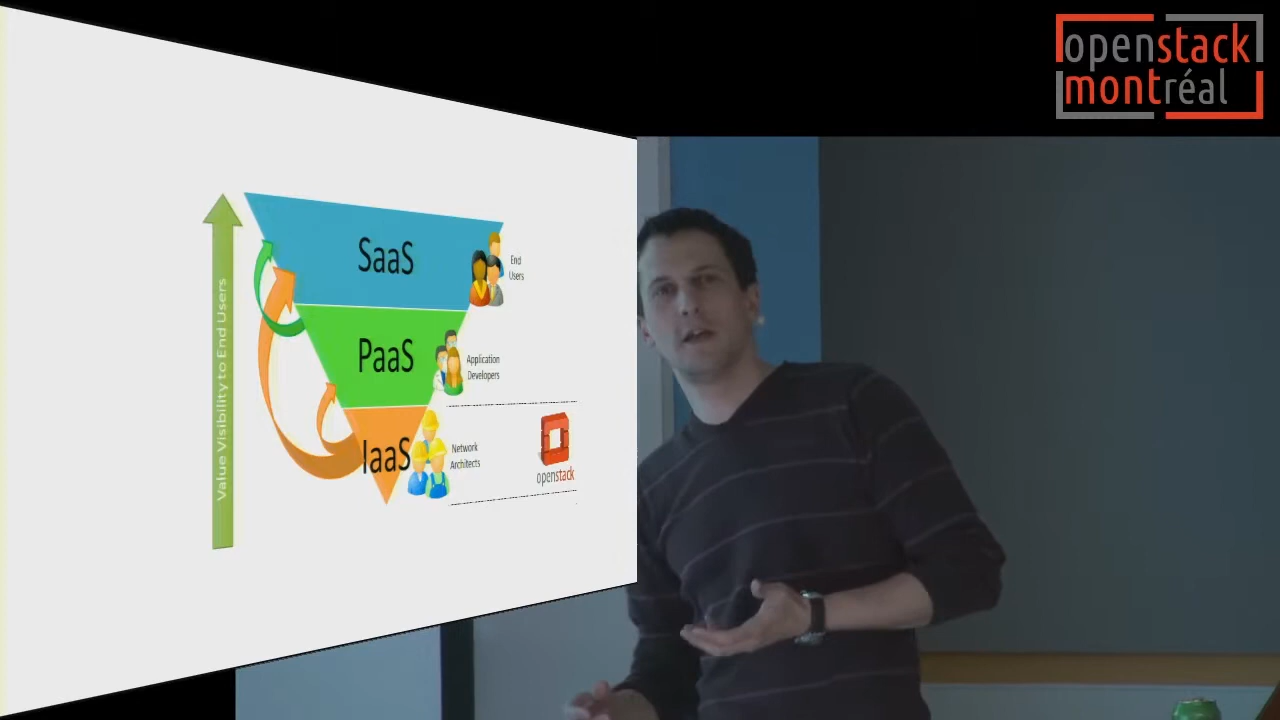 openstack
montréal
SaaS
End
Users
PaaS
Application
Developers
IaaS
Network
Architects
openstack
Value Visibility to End Users